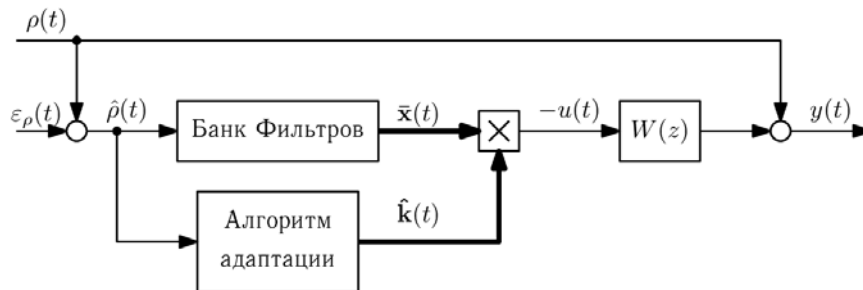 ρ(t)
ε_ρ(t)
ρ̂(t)
Банк Фильтров
x̄(t)
×
−u(t)
W(z)
y(t)
Алгоритм
адаптации
k̂(t)